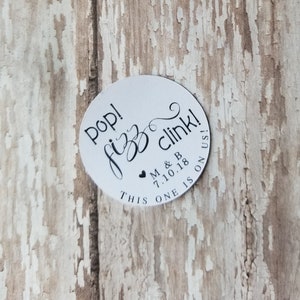 pop!
fizz
clink!
M & B
7.10.18
THIS ONE IS ON US!